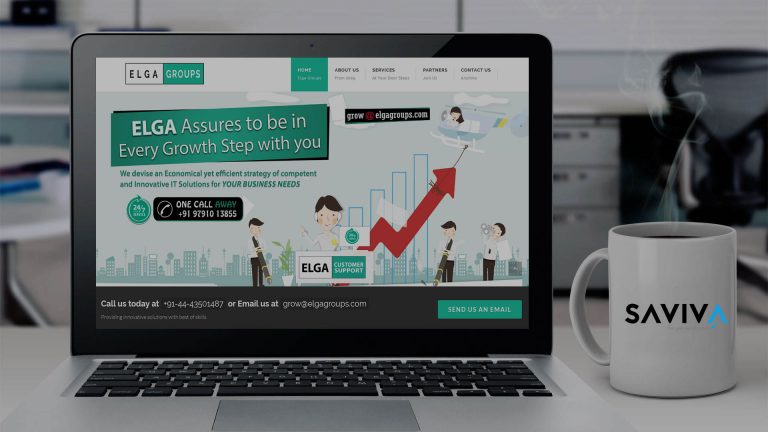 ELGA GROUPS
HOME ABOUT US SERVICES PARTNERS CONTACT US
Elga Groups From Alley At Your Door Steps Join Us Anytime
grow@elgagroups.com
ELGA Assures to be in
Every Growth Step with you
We devise an Economical yet efficient strategy of competent
and Innovative IT Solutions for YOUR BUSINESS NEEDS
24/7
ONE CALL AWAY
+91 97910 13855
ELGA CUSTOMER
SUPPORT
Call us today at +91-44-43501487 or Email us at grow@elgagroups.com
SEND US AN EMAIL
Providing innovative solutions with best of skills.
SAVIVA